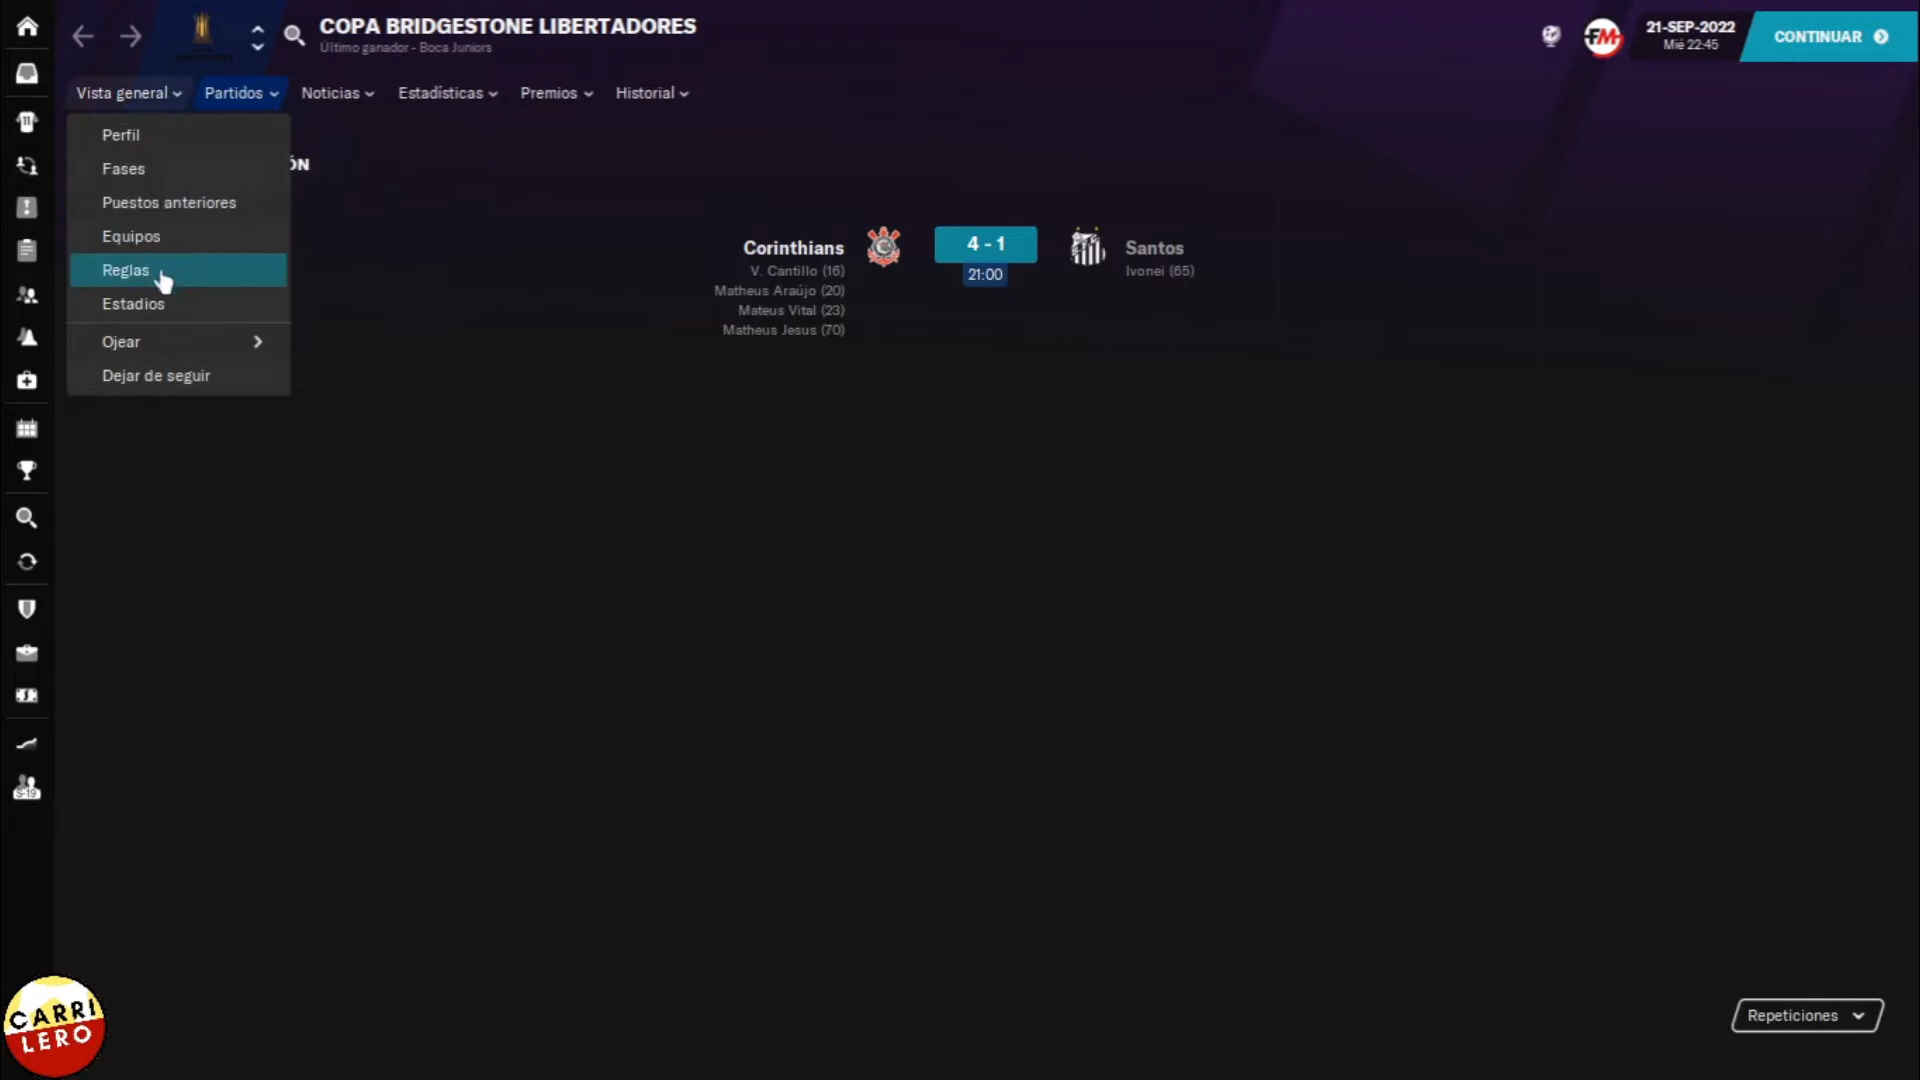 COPA BRIDGESTONE LIBERTADORES
Último ganador - Boca Juniors
FM
21-SEP-2022
Mié 22:45
CONTINUAR
Vista general
Partidos
Noticias
Estadísticas
Premios
Historial
Perfil
Fases
Puestos anteriores
Equipos
Reglas
Estadios
Ojear
Dejar de seguir
ÓN
Corinthians
4 - 1
Santos
21:00
V. Cantillo (16)
Matheus Araújo (20)
Mateus Vital (23)
Matheus Jesus (70)
Ivonei (65)
S-19
CARRI
LERO
Repeticiones